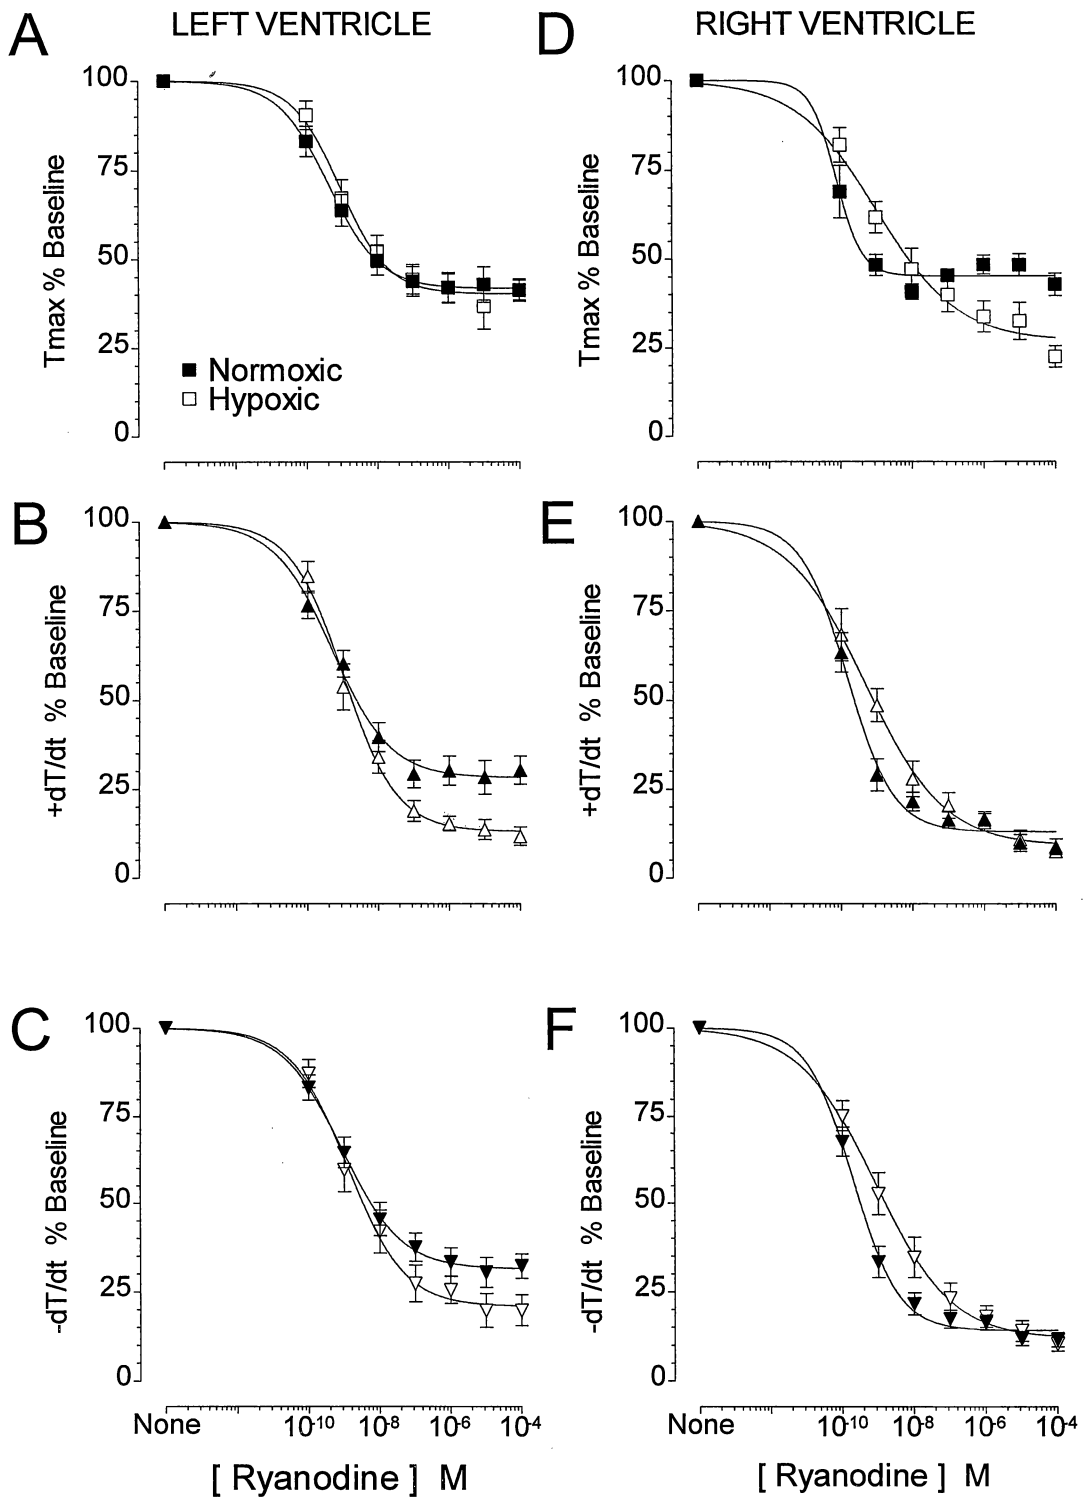 A LEFT VENTRICLE
100
75
50
25
0
Tmax % Baseline
■ Normoxic
□ Hypoxic
D RIGHT VENTRICLE
100
75
50
25
0
Tmax % Baseline
B
100
75
50
25
0
+dT/dt % Baseline
E
100
75
50
25
0
+dT/dt % Baseline
C
100
75
50
25
0
-dT/dt % Baseline
None 10-10 10-8 10-6 10-4
[ Ryanodine ] M
F
100
75
50
25
0
-dT/dt % Baseline
None 10-10 10-8 10-6 10-4
[ Ryanodine ] M